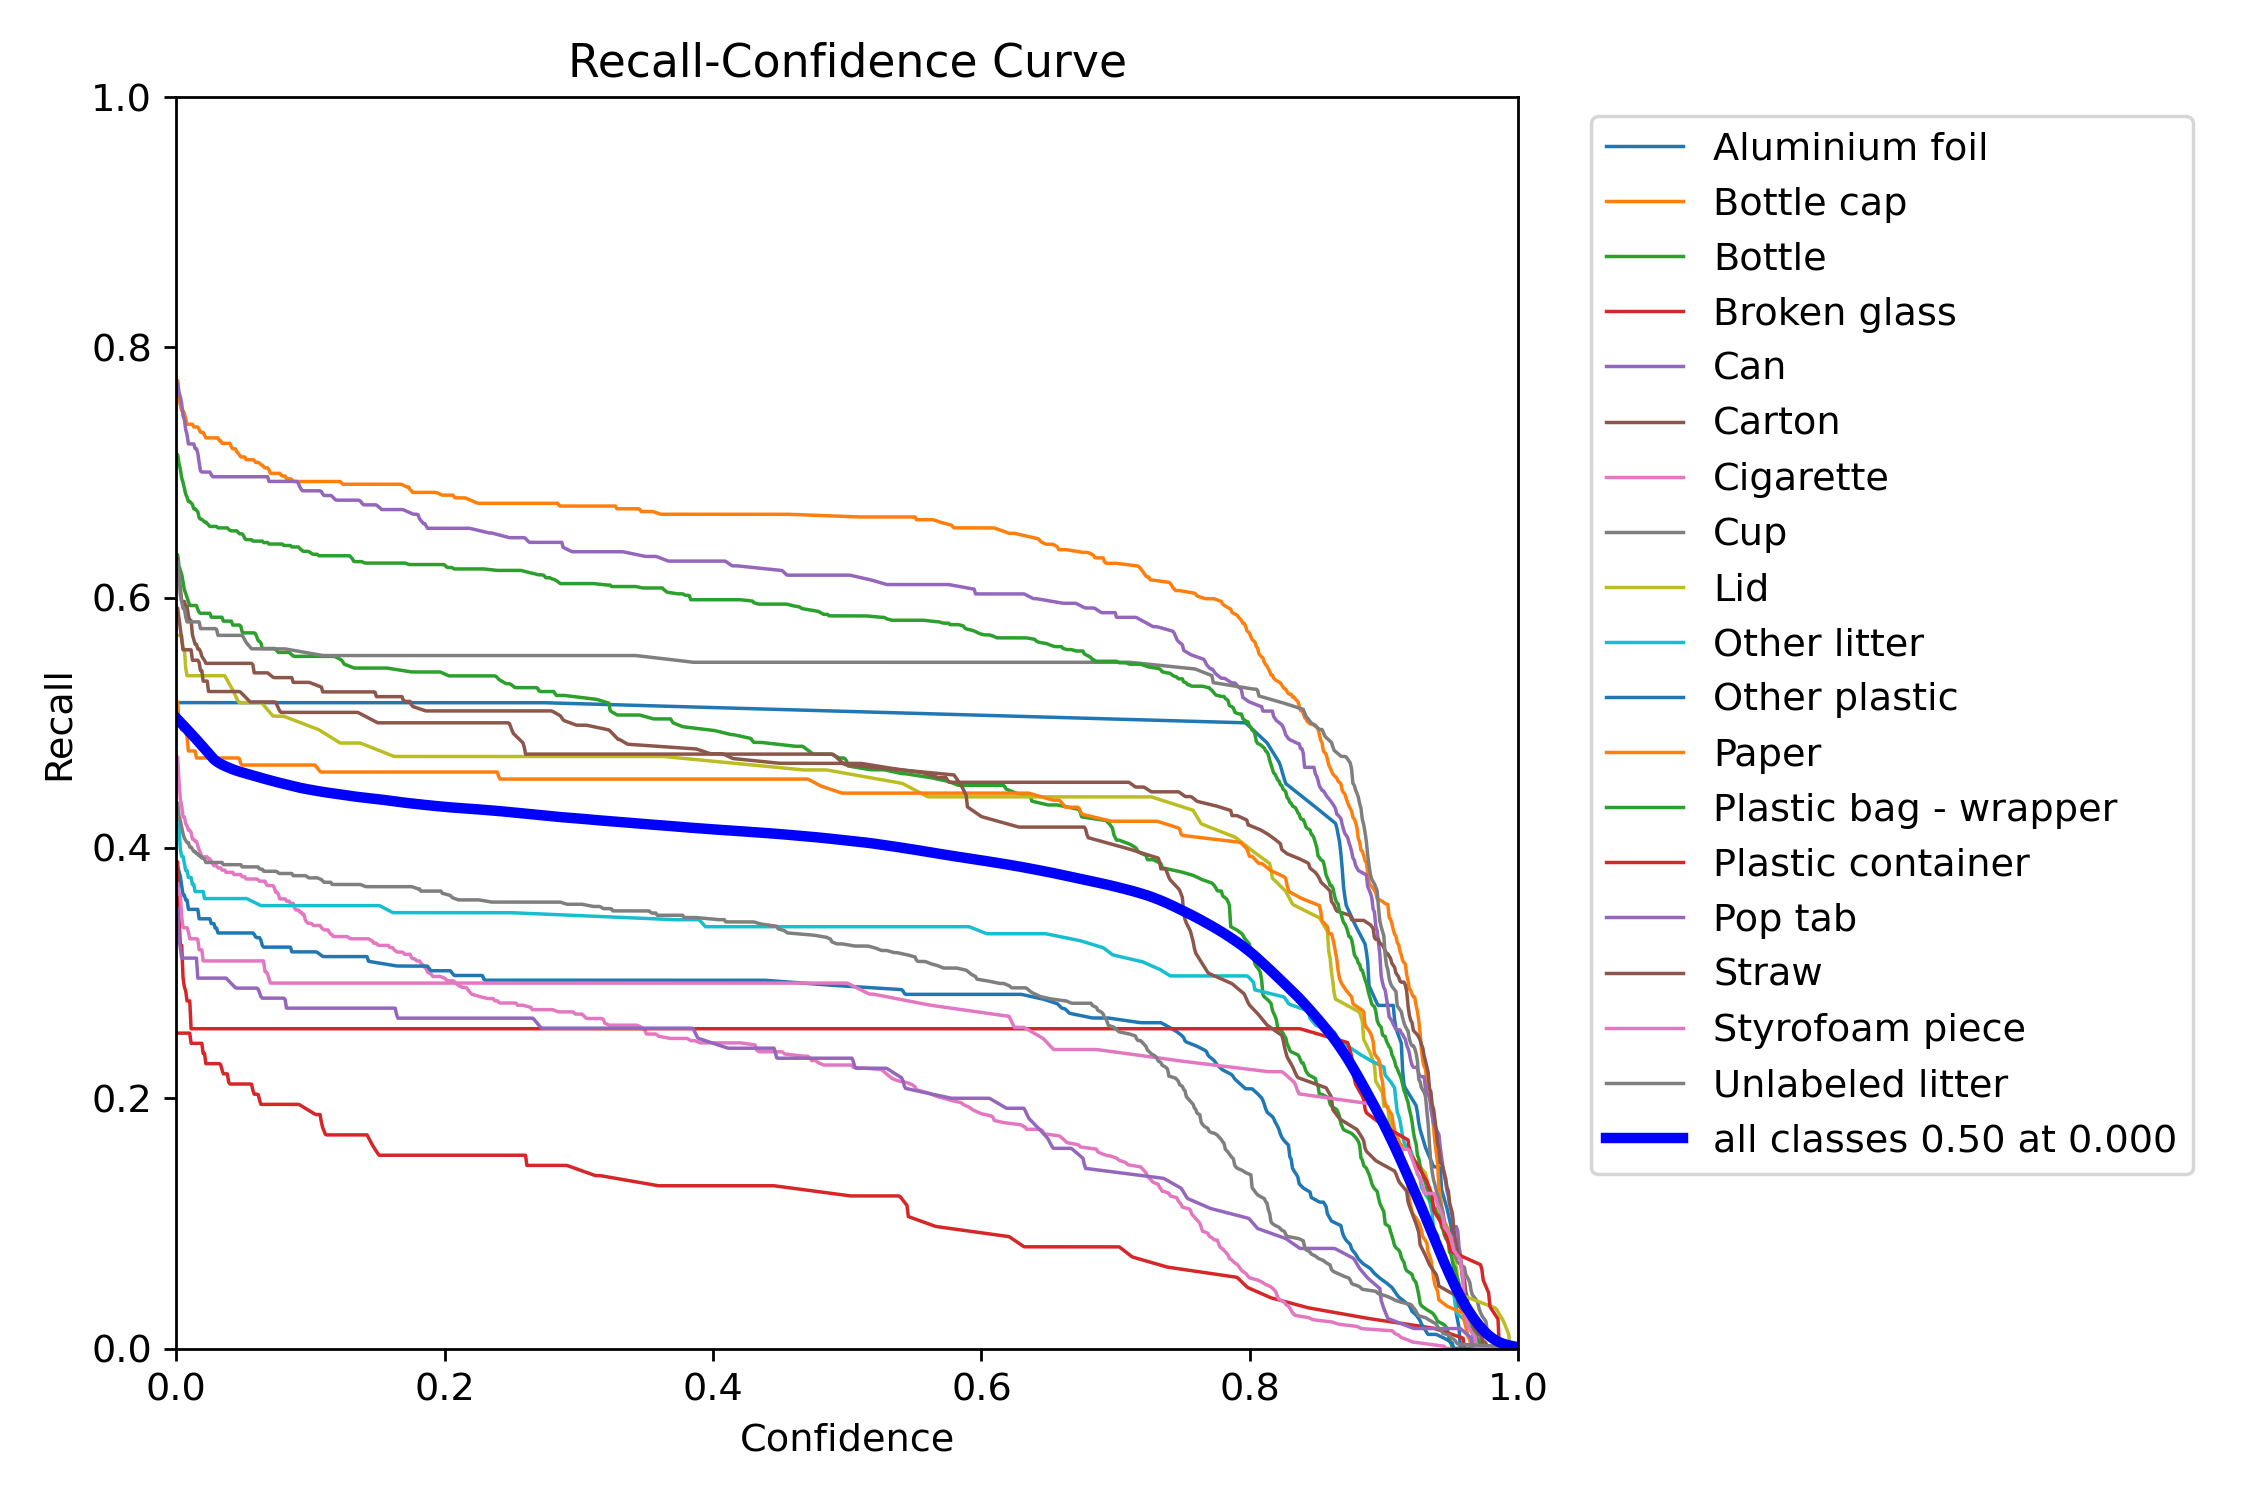 Recall-Confidence Curve
1.0
0.8
0.6
0.4
0.2
0.0
Recall
0.0 0.2 0.4 0.6 0.8 1.0
Confidence
Aluminium foil
Bottle cap
Bottle
Broken glass
Can
Carton
Cigarette
Cup
Lid
Other litter
Other plastic
Paper
Plastic bag - wrapper
Plastic container
Pop tab
Straw
Styrofoam piece
Unlabeled litter
all classes 0.50 at 0.000